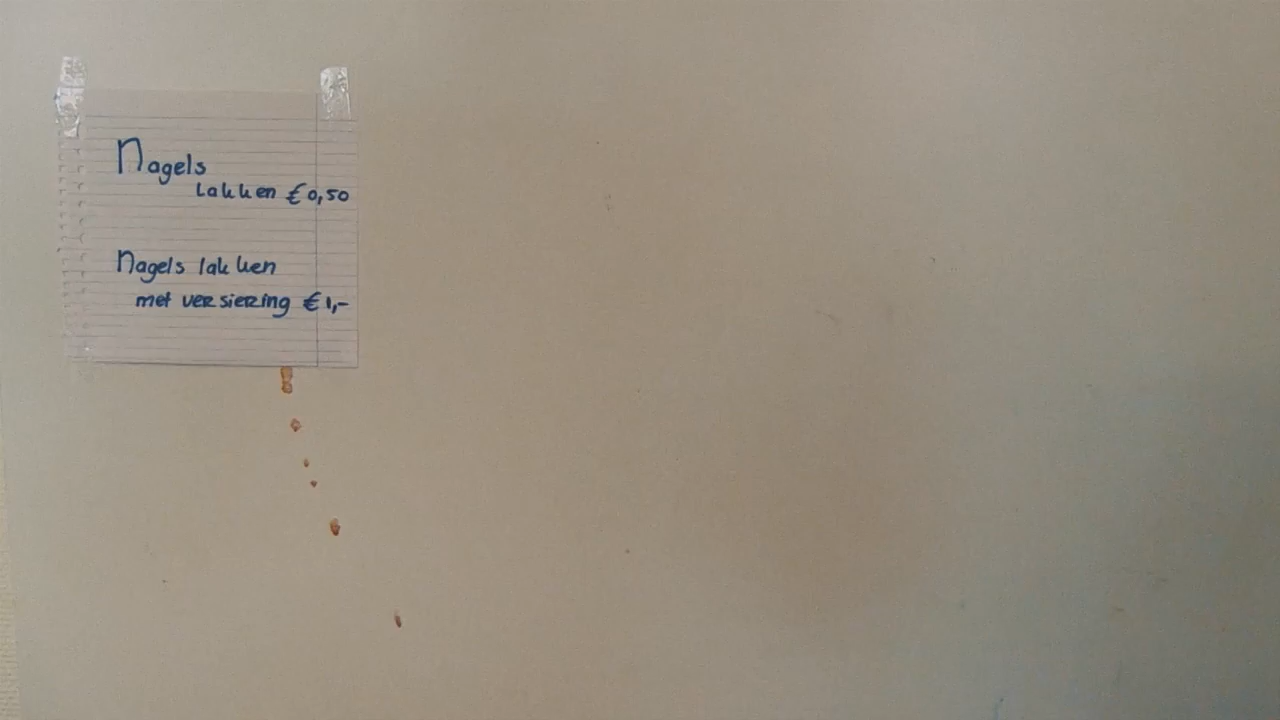 Nagels
lakken €0,50
Nagels lakken
met versiering €1,-